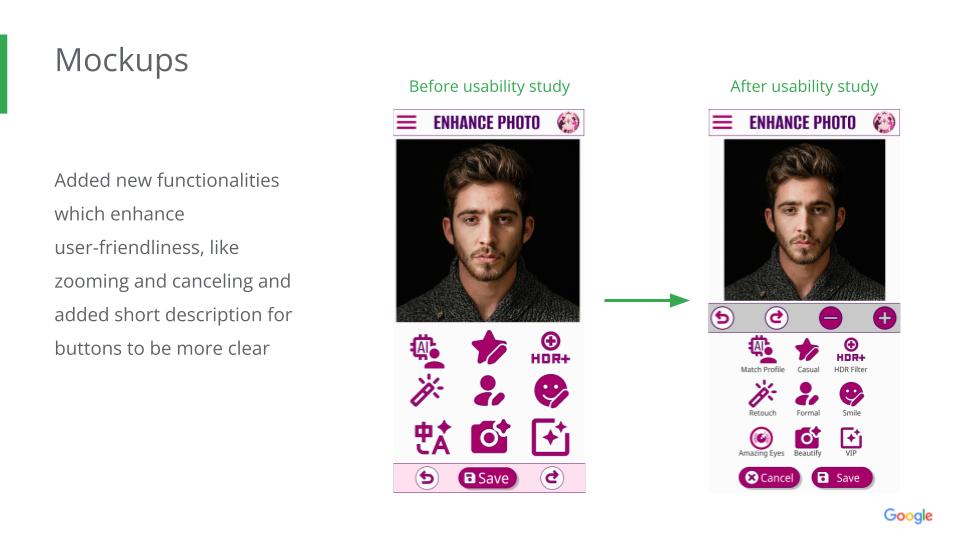 Mockups
Added new functionalities
which enhance
user-friendliness, like
zooming and canceling and
added short description for
buttons to be more clear
Before usability study
ENHANCE PHOTO
AI
HDR+
中A
Save
After usability study
ENHANCE PHOTO
AI
HDR+
Match Profile Casual HDR Filter
Retouch Formal Smile
Amazing Eyes Beautify VIP
Cancel Save
Google